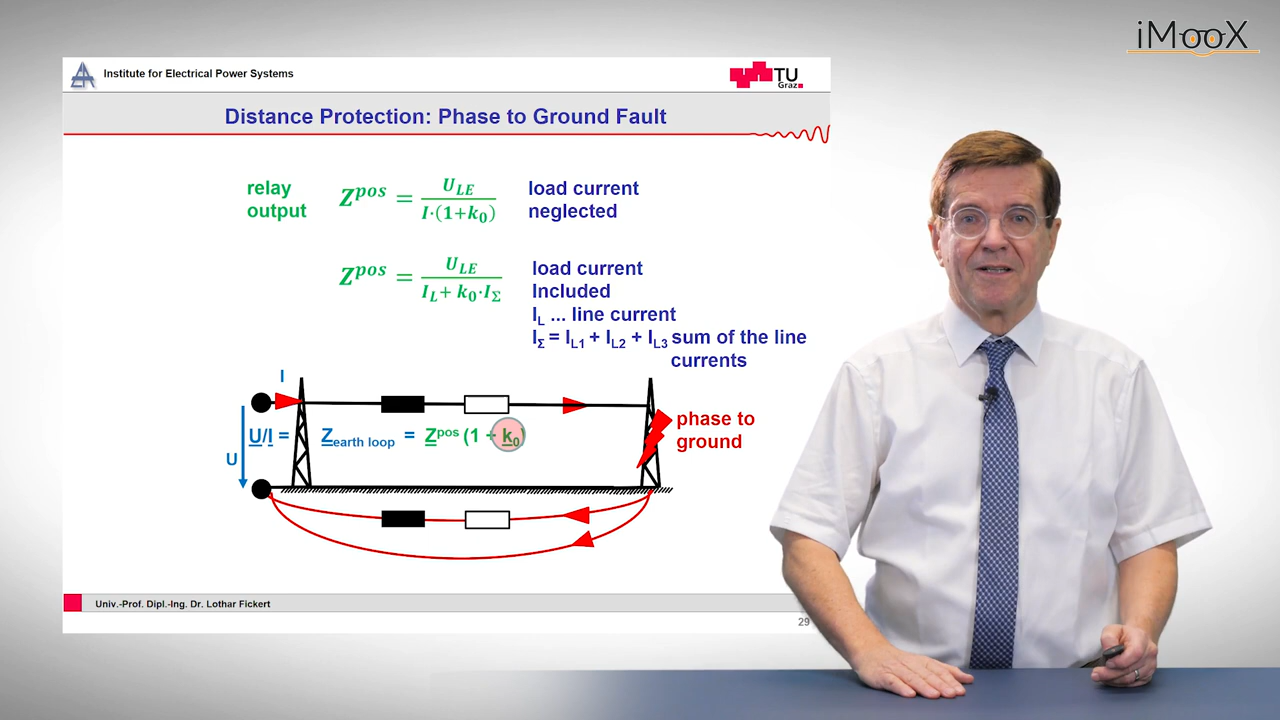 iMooX
Institute for Electrical Power Systems
TU
Graz
Distance Protection: Phase to Ground Fault
relay
output
Z^pos = U_LE / I·(1+k_0)
load current
neglected
Z^pos = U_LE / I_L + k_0·I_Σ
load current
Included
I_L ... line current
I_Σ = I_L1 + I_L2 + I_L3 sum of the line
currents
I
U/I = Z_earth loop = Z^pos (1 + k_0)
U
phase to
ground
Univ.-Prof. Dipl.-Ing. Dr. Lothar Fickert
29